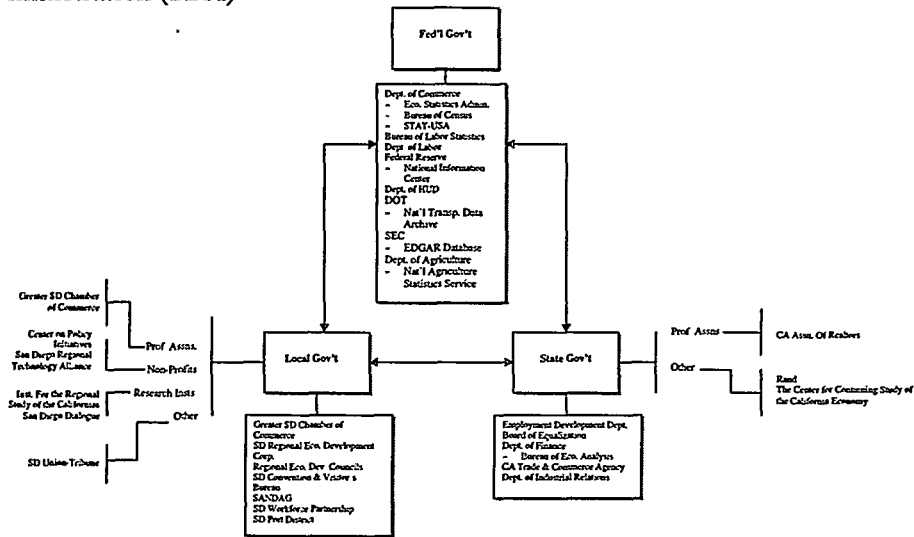 Fed'l Gov't
Dept. of Commerce
- Eco. Statistics Admn.
- Bureau of Census
- STAT-USA
Bureau of Labor Statistics
Dept of Labor
Federal Reserve
- National Information
Center
Dept. of HUD
DOT
- Nat'l Transp. Data
Archive
SEC
- EDGAR Database
Dept. of Agriculture
- Nat'l Agriculture
Statistics Service
Greater SD Chamber
of Commerce
Center on Policy
Initiatives
San Diego Regional
Technology Alliance
Inst. For the Regional
Study of the Californias
San Diego Dialogue
SD Union-Tribune
Prof Assns.
Non-Profits
Research Insts
Other
Local Gov't
State Gov't
Prof Assns
Other
CA Assn. Of Realtors
Rand
The Center for Continuing Study of
the California Economy
Greater SD Chamber of
Commerce
SD Regional Eco. Development
Corp.
Regional Eco. Dev. Councils
SD Convention & Visitor s
Bureau
SANDAG
SD Workforce Partnership
SD Port District
Employment Development Dept.
Board of Equalization
Dept. of Finance
- Bureau of Eco. Analysis
CA Trade & Commerce Agency
Dept. of Industrial Relations